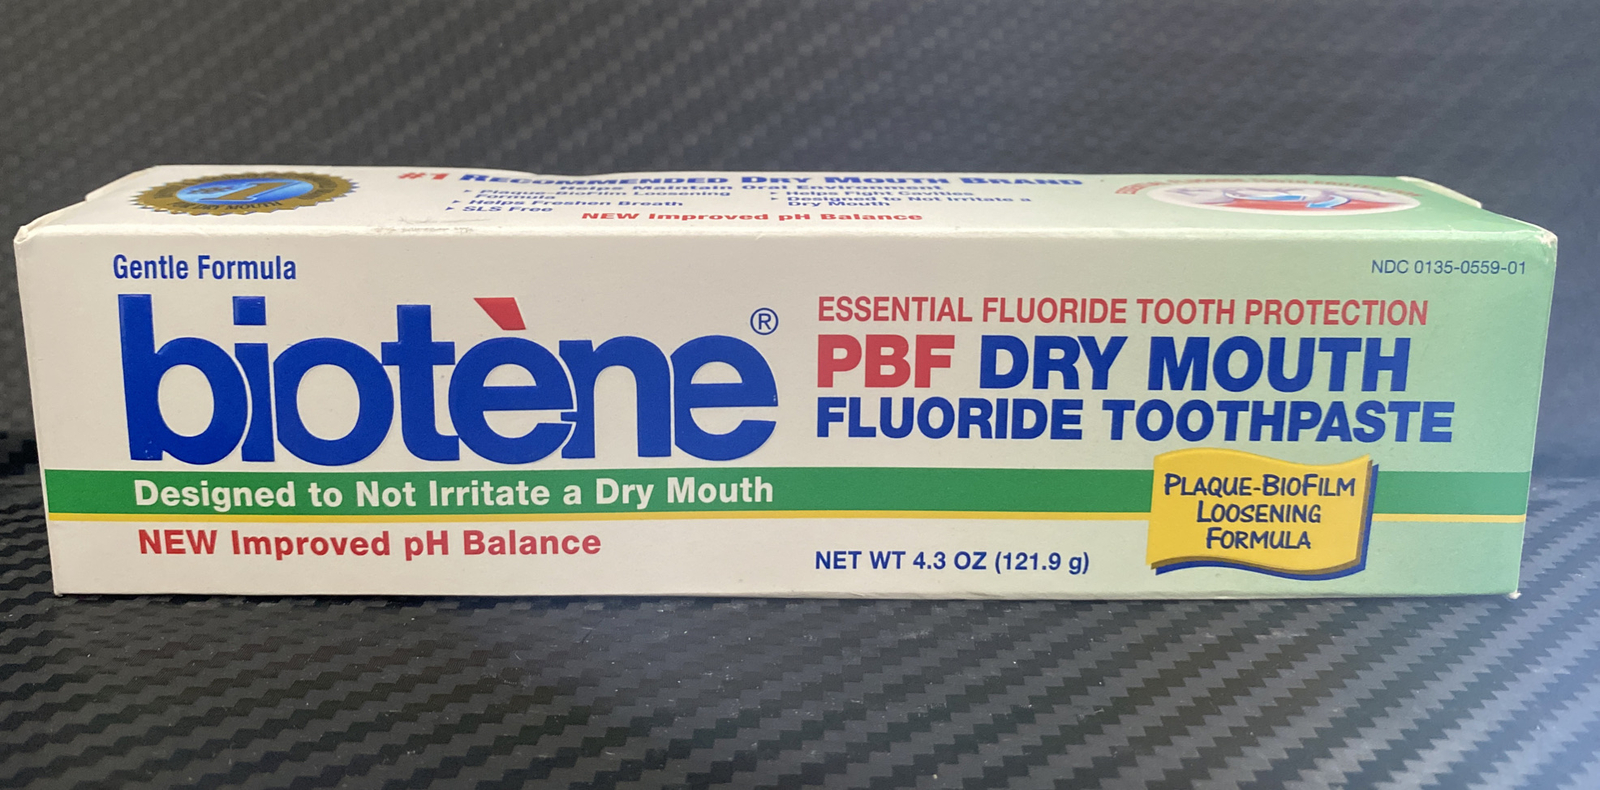 #1 RECOMMENDED DRY MOUTH BRAND
Helps Maintain Oral Environment
▸ Plaque-Biofilm Loosening
Formula
▸ Helps Freshen Breath
▸ SLS Free
▸ Helps Fight Cavities
▸ Designed to Not Irritate a
Dry Mouth
NEW Improved pH Balance
Gentle Formula
biotène®
Designed to Not Irritate a Dry Mouth
NEW Improved pH Balance
NDC 0135-0559-01
ESSENTIAL FLUORIDE TOOTH PROTECTION
PBF DRY MOUTH
FLUORIDE TOOTHPASTE
PLAQUE-BIOFILM
LOOSENING
FORMULA
NET WT 4.3 OZ (121.9 g)